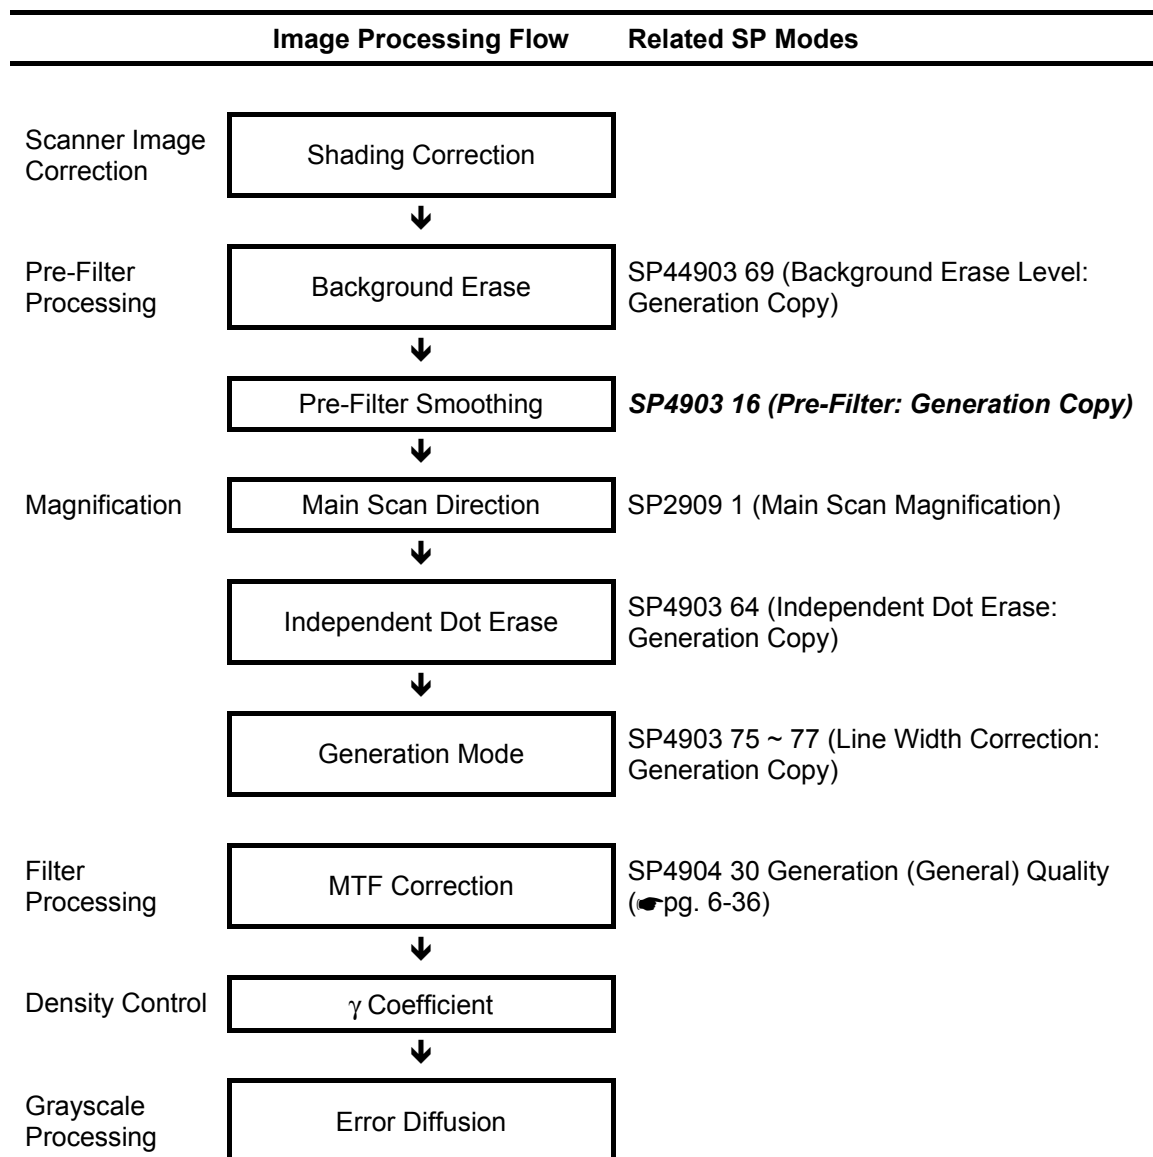 Image Processing Flow Related SP Modes
Scanner Image
Correction
Shading Correction
Pre-Filter
Processing
Background Erase
SP44903 69 (Background Erase Level:
Generation Copy)
Pre-Filter Smoothing
SP4903 16 (Pre-Filter: Generation Copy)
Magnification
Main Scan Direction
SP2909 1 (Main Scan Magnification)
Independent Dot Erase
SP4903 64 (Independent Dot Erase:
Generation Copy)
Generation Mode
SP4903 75 ~ 77 (Line Width Correction:
Generation Copy)
Filter
Processing
MTF Correction
SP4904 30 Generation (General) Quality
(☛pg. 6-36)
Density Control
γ Coefficient
Grayscale
Processing
Error Diffusion